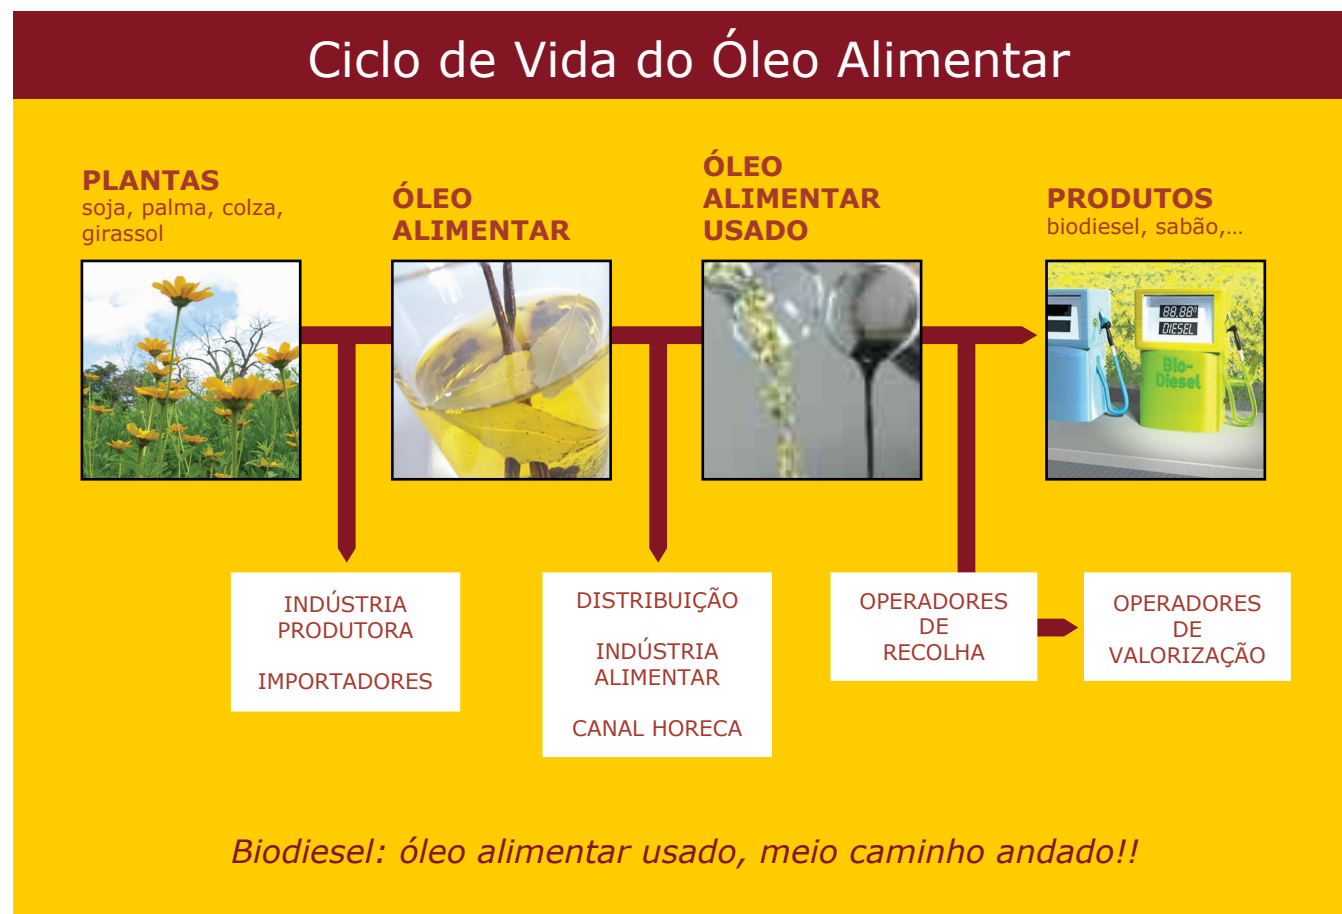 Ciclo de Vida do Óleo Alimentar
PLANTAS
soja, palma, colza,
girassol
ÓLEO
ALIMENTAR
ÓLEO
ALIMENTAR
USADO
PRODUTOS
biodiesel, sabão,...
88.88⁸
DIESEL
Bio-
Diesel
INDÚSTRIA
PRODUTORA
IMPORTADORES
DISTRIBUIÇÃO
INDÚSTRIA
ALIMENTAR
CANAL HORECA
OPERADORES
DE
RECOLHA
OPERADORES
DE
VALORIZAÇÃO
Biodiesel: óleo alimentar usado, meio caminho andado!!